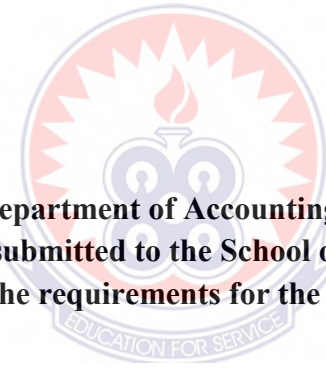 epartment of Accounting
submitted to the School o
he requirements for the
EDUCATION FOR SERVICE